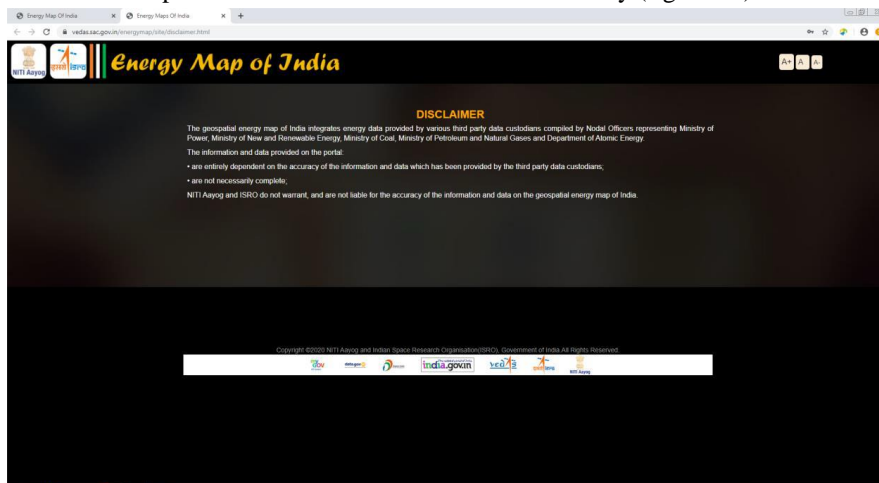 Energy Map Of India
Energy Maps Of India
vedas.sac.gov.in/energymap/site/disclaimer.html
NITI Aayog
इसरो isro
Energy Map of India
A+ A A-
DISCLAIMER
The geospatial energy map of India integrates energy data provided by various third party data custodians compiled by Nodal Officers representing Ministry of
Power, Ministry of New and Renewable Energy, Ministry of Coal, Ministry of Petroleum and Natural Gases and Department of Atomic Energy.
The information and data provided on the portal:
• are entirely dependent on the accuracy of the information and data which has been provided by the third party data custodians;
• are not necessarily complete;
NITI Aayog and ISRO do not warrant, and are not liable for the accuracy of the information and data on the geospatial energy map of India.
Copyright ©2020 NITI Aayog and Indian Space Research Organisation(ISRO), Government of India All Rights Reserved.
india.gov.in
NITI Aayog